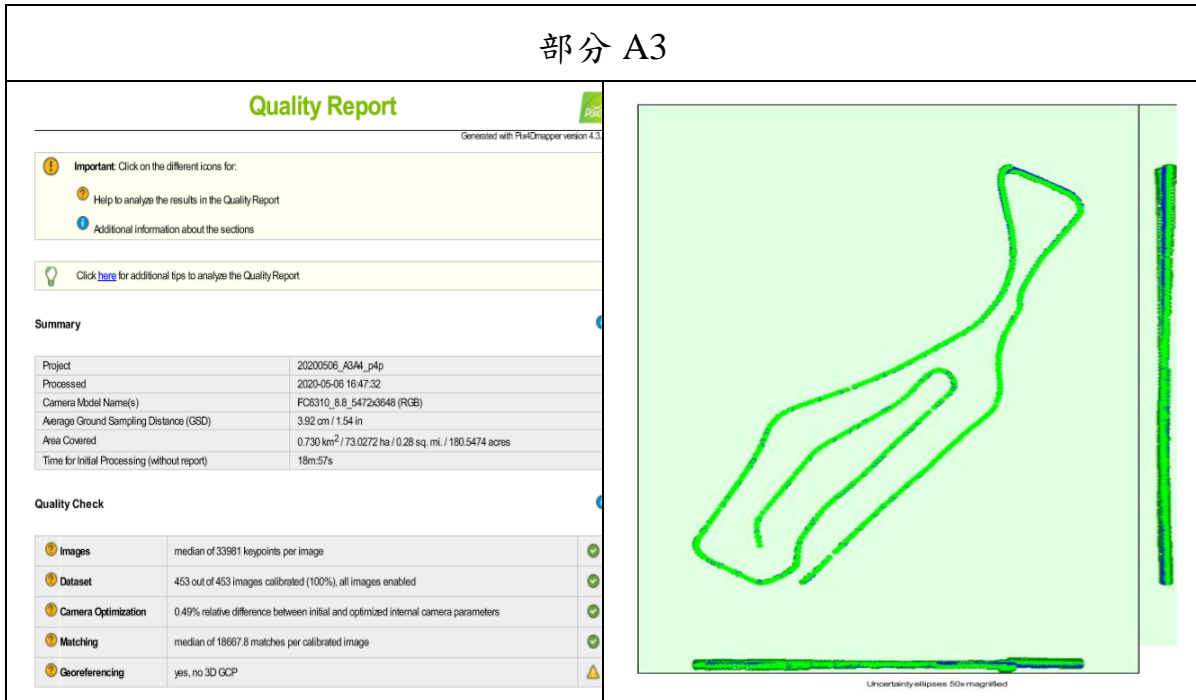 部分 A3
Quality Report
Generated with Pix4Dmapper version 4.3.
Important: Click on the different icons for:
Help to analyze the results in the Quality Report
Additional information about the sections
Click here for additional tips to analyze the Quality Report
Summary
Project 20200506_A3A4_p4p
Processed 2020-05-06 16:47:32
Camera Model Name(s) FC6310_8.8_5472x3648 (RGB)
Average Ground Sampling Distance (GSD) 3.92 cm / 1.54 in
Area Covered 0.730 km² / 73.0272 ha / 0.28 sq. mi. / 180.5474 acres
Time for Initial Processing (without report) 18m:57s
Quality Check
Images median of 33981 keypoints per image
Dataset 453 out of 453 images calibrated (100%), all images enabled
Camera Optimization 0.49% relative difference between initial and optimized internal camera parameters
Matching median of 18667.8 matches per calibrated image
Georeferencing yes, no 3D GCP
Uncertainty ellipses 50x magnified